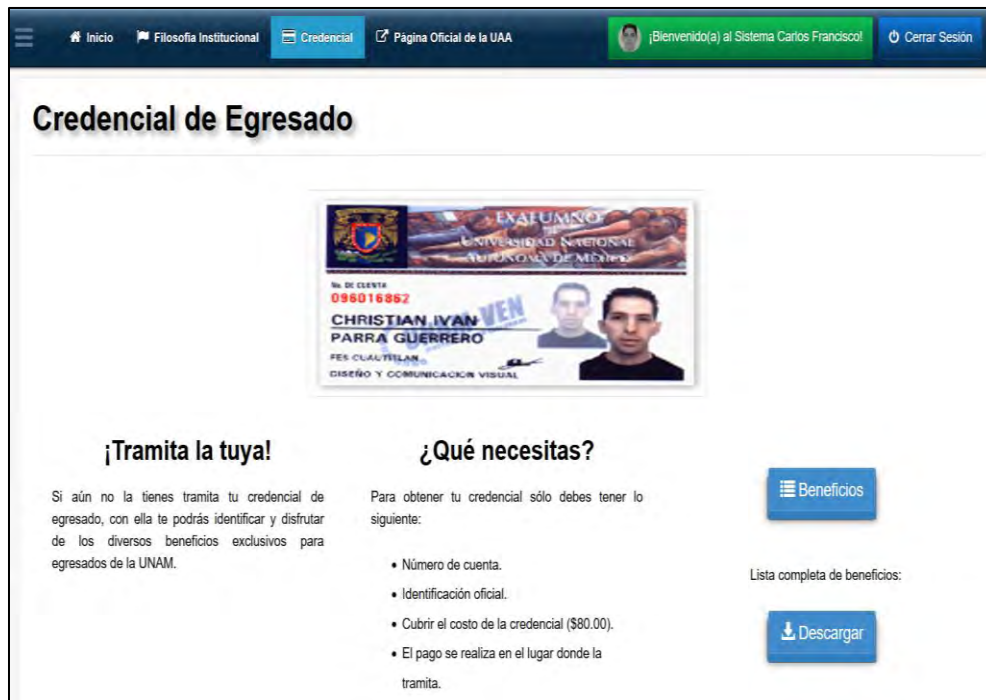 Inicio Filosofía Institucional Credencial Página Oficial de la UAA ¡Bienvenido(a) al Sistema Carlos Francisco! Cerrar Sesión
Credencial de Egresado
EXALUMNO
DE
UNIVERSIDAD NACIONAL
AUTÓNOMA DE MÉXICO
No. DE CUENTA
096016862
CHRISTIAN IVAN
PARRA GUERRERO
FES CUAUTITLAN
DISEÑO Y COMUNICACION VISUAL
¡Tramita la tuya!
Si aún no la tienes tramita tu credencial de
egresado, con ella te podrás identificar y disfrutar
de los diversos beneficios exclusivos para
egresados de la UNAM.
¿Qué necesitas?
Para obtener tu credencial sólo debes tener lo
siguiente:
• Número de cuenta.
• Identificación oficial.
• Cubrir el costo de la credencial ($80.00).
• El pago se realiza en el lugar donde la
tramita.
Beneficios
Lista completa de beneficios:
Descargar